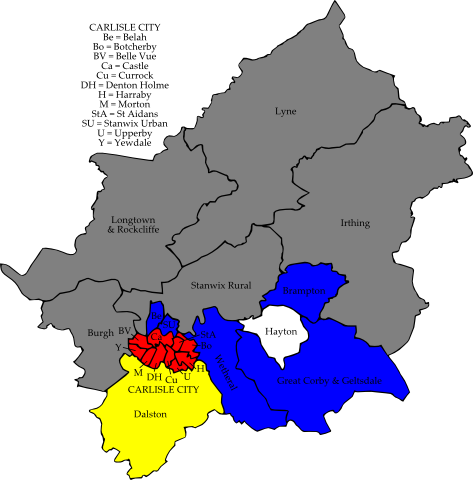 CARLISLE CITY
Be = Belah
Bo = Botcherby
BV = Belle Vue
Ca = Castle
Cu = Currock
DH = Denton Holme
H = Harraby
M = Morton
StA = St Aidans
SU = Stanwix Urban
U = Upperby
Y = Yewdale
Lyne
Longtown
& Rockcliffe
Irthing
Stanwix Rural
Brampton
Be
SU
Burgh
BV
StA
Hayton
Ca
Y
Bo
Wetheral
M
DH
Cu
U
H
Great Corby & Geltsdale
CARLISLE CITY
Dalston